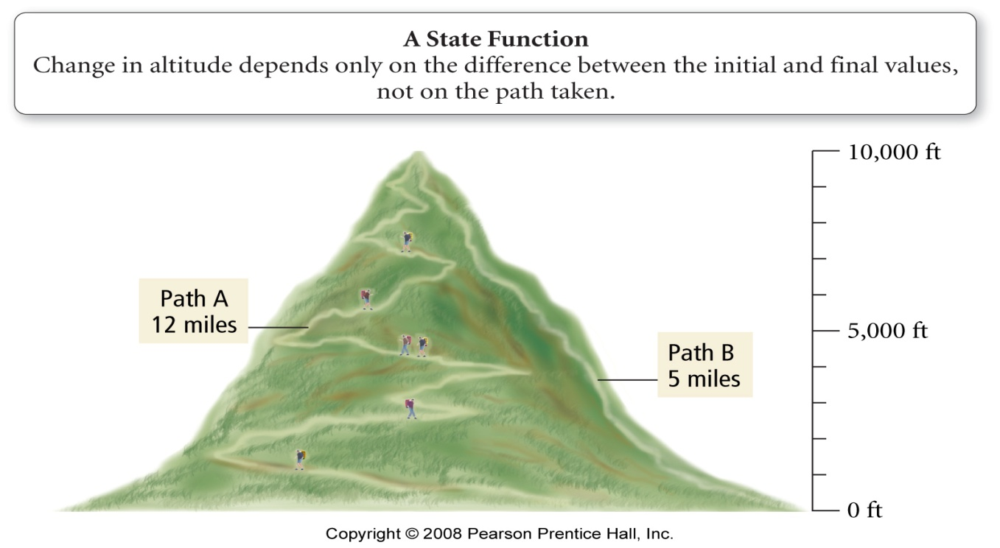 A State Function
Change in altitude depends only on the difference between the initial and final values,
not on the path taken.
10,000 ft
Path A
12 miles
5,000 ft
Path B
5 miles
0 ft
Copyright © 2008 Pearson Prentice Hall, Inc.